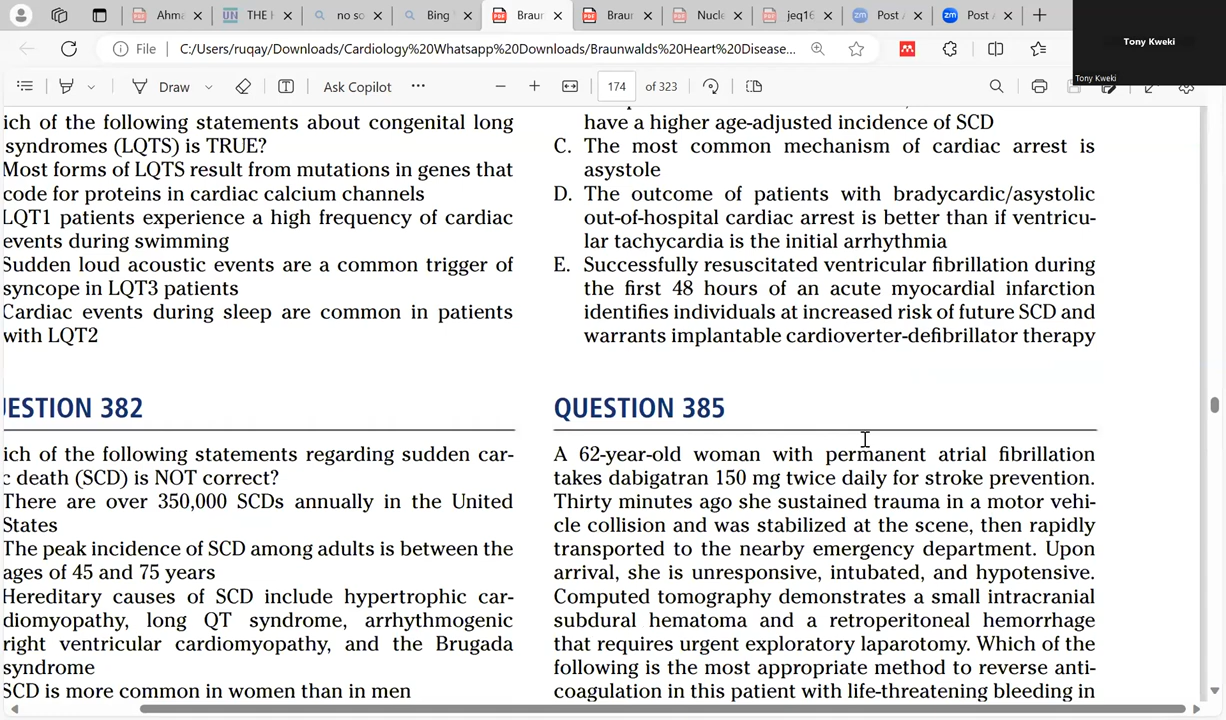 Ahma
THE I
no so
Bing
Braun
Braun
Nucle
jeq16
Post A
Post
File
C:/Users/ruqay/Downloads/Cardiology%20Whatsapp%20Downloads/Braunwalds%20Heart%20Disease...
Tony Kweki
Tony Kweki
Draw
Ask Copilot
174
of 323
ich of the following statements about congenital long
syndromes (LQTS) is TRUE?
Most forms of LQTS result from mutations in genes that
code for proteins in cardiac calcium channels
LQT1 patients experience a high frequency of cardiac
events during swimming
Sudden loud acoustic events are a common trigger of
syncope in LQT3 patients
Cardiac events during sleep are common in patients
with LQT2
JESTION 382
ich of the following statements regarding sudden car-
c death (SCD) is NOT correct?
There are over 350,000 SCDs annually in the United
States
The peak incidence of SCD among adults is between the
ages of 45 and 75 years
Hereditary causes of SCD include hypertrophic car-
diomyopathy, long QT syndrome, arrhythmogenic
right ventricular cardiomyopathy, and the Brugada
syndrome
SCD is more common in women than in men
have a higher age-adjusted incidence of SCD
C. The most common mechanism of cardiac arrest is
asystole
D. The outcome of patients with bradycardic/asystolic
out-of-hospital cardiac arrest is better than if ventricu-
lar tachycardia is the initial arrhythmia
E. Successfully resuscitated ventricular fibrillation during
the first 48 hours of an acute myocardial infarction
identifies individuals at increased risk of future SCD and
warrants implantable cardioverter-defibrillator therapy
QUESTION 385
A 62-year-old woman with permanent atrial fibrillation
takes dabigatran 150 mg twice daily for stroke prevention.
Thirty minutes ago she sustained trauma in a motor vehi-
cle collision and was stabilized at the scene, then rapidly
transported to the nearby emergency department. Upon
arrival, she is unresponsive, intubated, and hypotensive.
Computed tomography demonstrates a small intracranial
subdural hematoma and a retroperitoneal hemorrhage
that requires urgent exploratory laparotomy. Which of the
following is the most appropriate method to reverse anti-
coagulation in this patient with life-threatening bleeding in